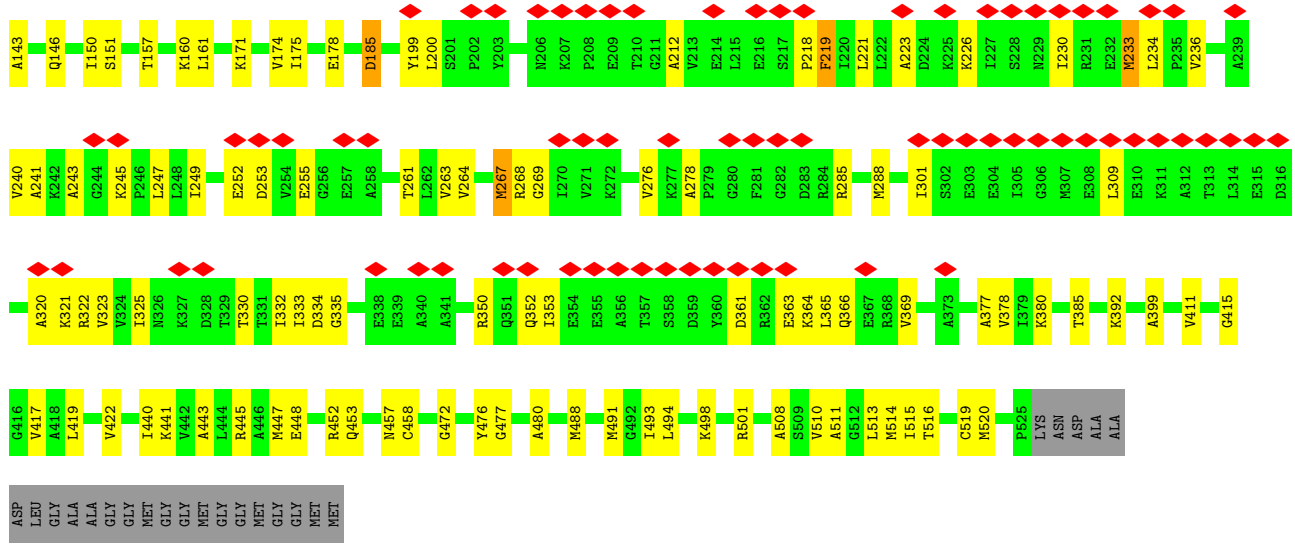 A143 Q146 I150 S151 T157 K160 L161 K171 V174 I175 E178 D185 Y199 L200 S201 P202 Y203 N206 K207 P208 E209 T210 G211 A212 V213 E214 L215 E216 S217 P218 F219 I220 L221 L222 A223 D224 K225 K226 I227 S228 N229 I230 R231 E232 M233 L234 P235 V236 A239
V240 A241 K242 A243 G244 K245 P246 L247 L248 I249 E252 D253 V254 E255 G256 E257 A258 T261 L262 V263 V264 M267 R268 G269 I270 V271 K272 V276 K277 A278 P279 G280 F281 G282 D283 R284 R285 M288 I301 S302 E303 E304 I305 G306 M307 E308 L309 E310 K311 A312 T313 L314 E315 D316
A320 K321 R322 V323 V324 I325 N326 K327 D328 T329 T330 T331 I332 I333 D334 G335 E338 E339 A340 A341 R350 Q351 Q352 I353 E354 E355 A356 T357 S358 D359 Y360 D361 R362 E363 K364 L365 Q366 E367 R368 V369 A373 A377 V378 I379 K380 T385 K392 A399 V411 G415
G416 V417 A418 L419 V422 I440 K441 V442 A443 L444 R445 A446 M447 E448 R452 Q453 N457 C458 G472 Y476 G477 A480 M488 M491 G492 I493 L494 K498 R501 A508 S509 V510 A511 G512 L513 M514 I515 T516 C519 M520 P525 LYS ASN ASP ALA ALA
ASP LEU GLY ALA ALA GLY GLY MET GLY GLY MET GLY GLY MET GLY GLY MET MET